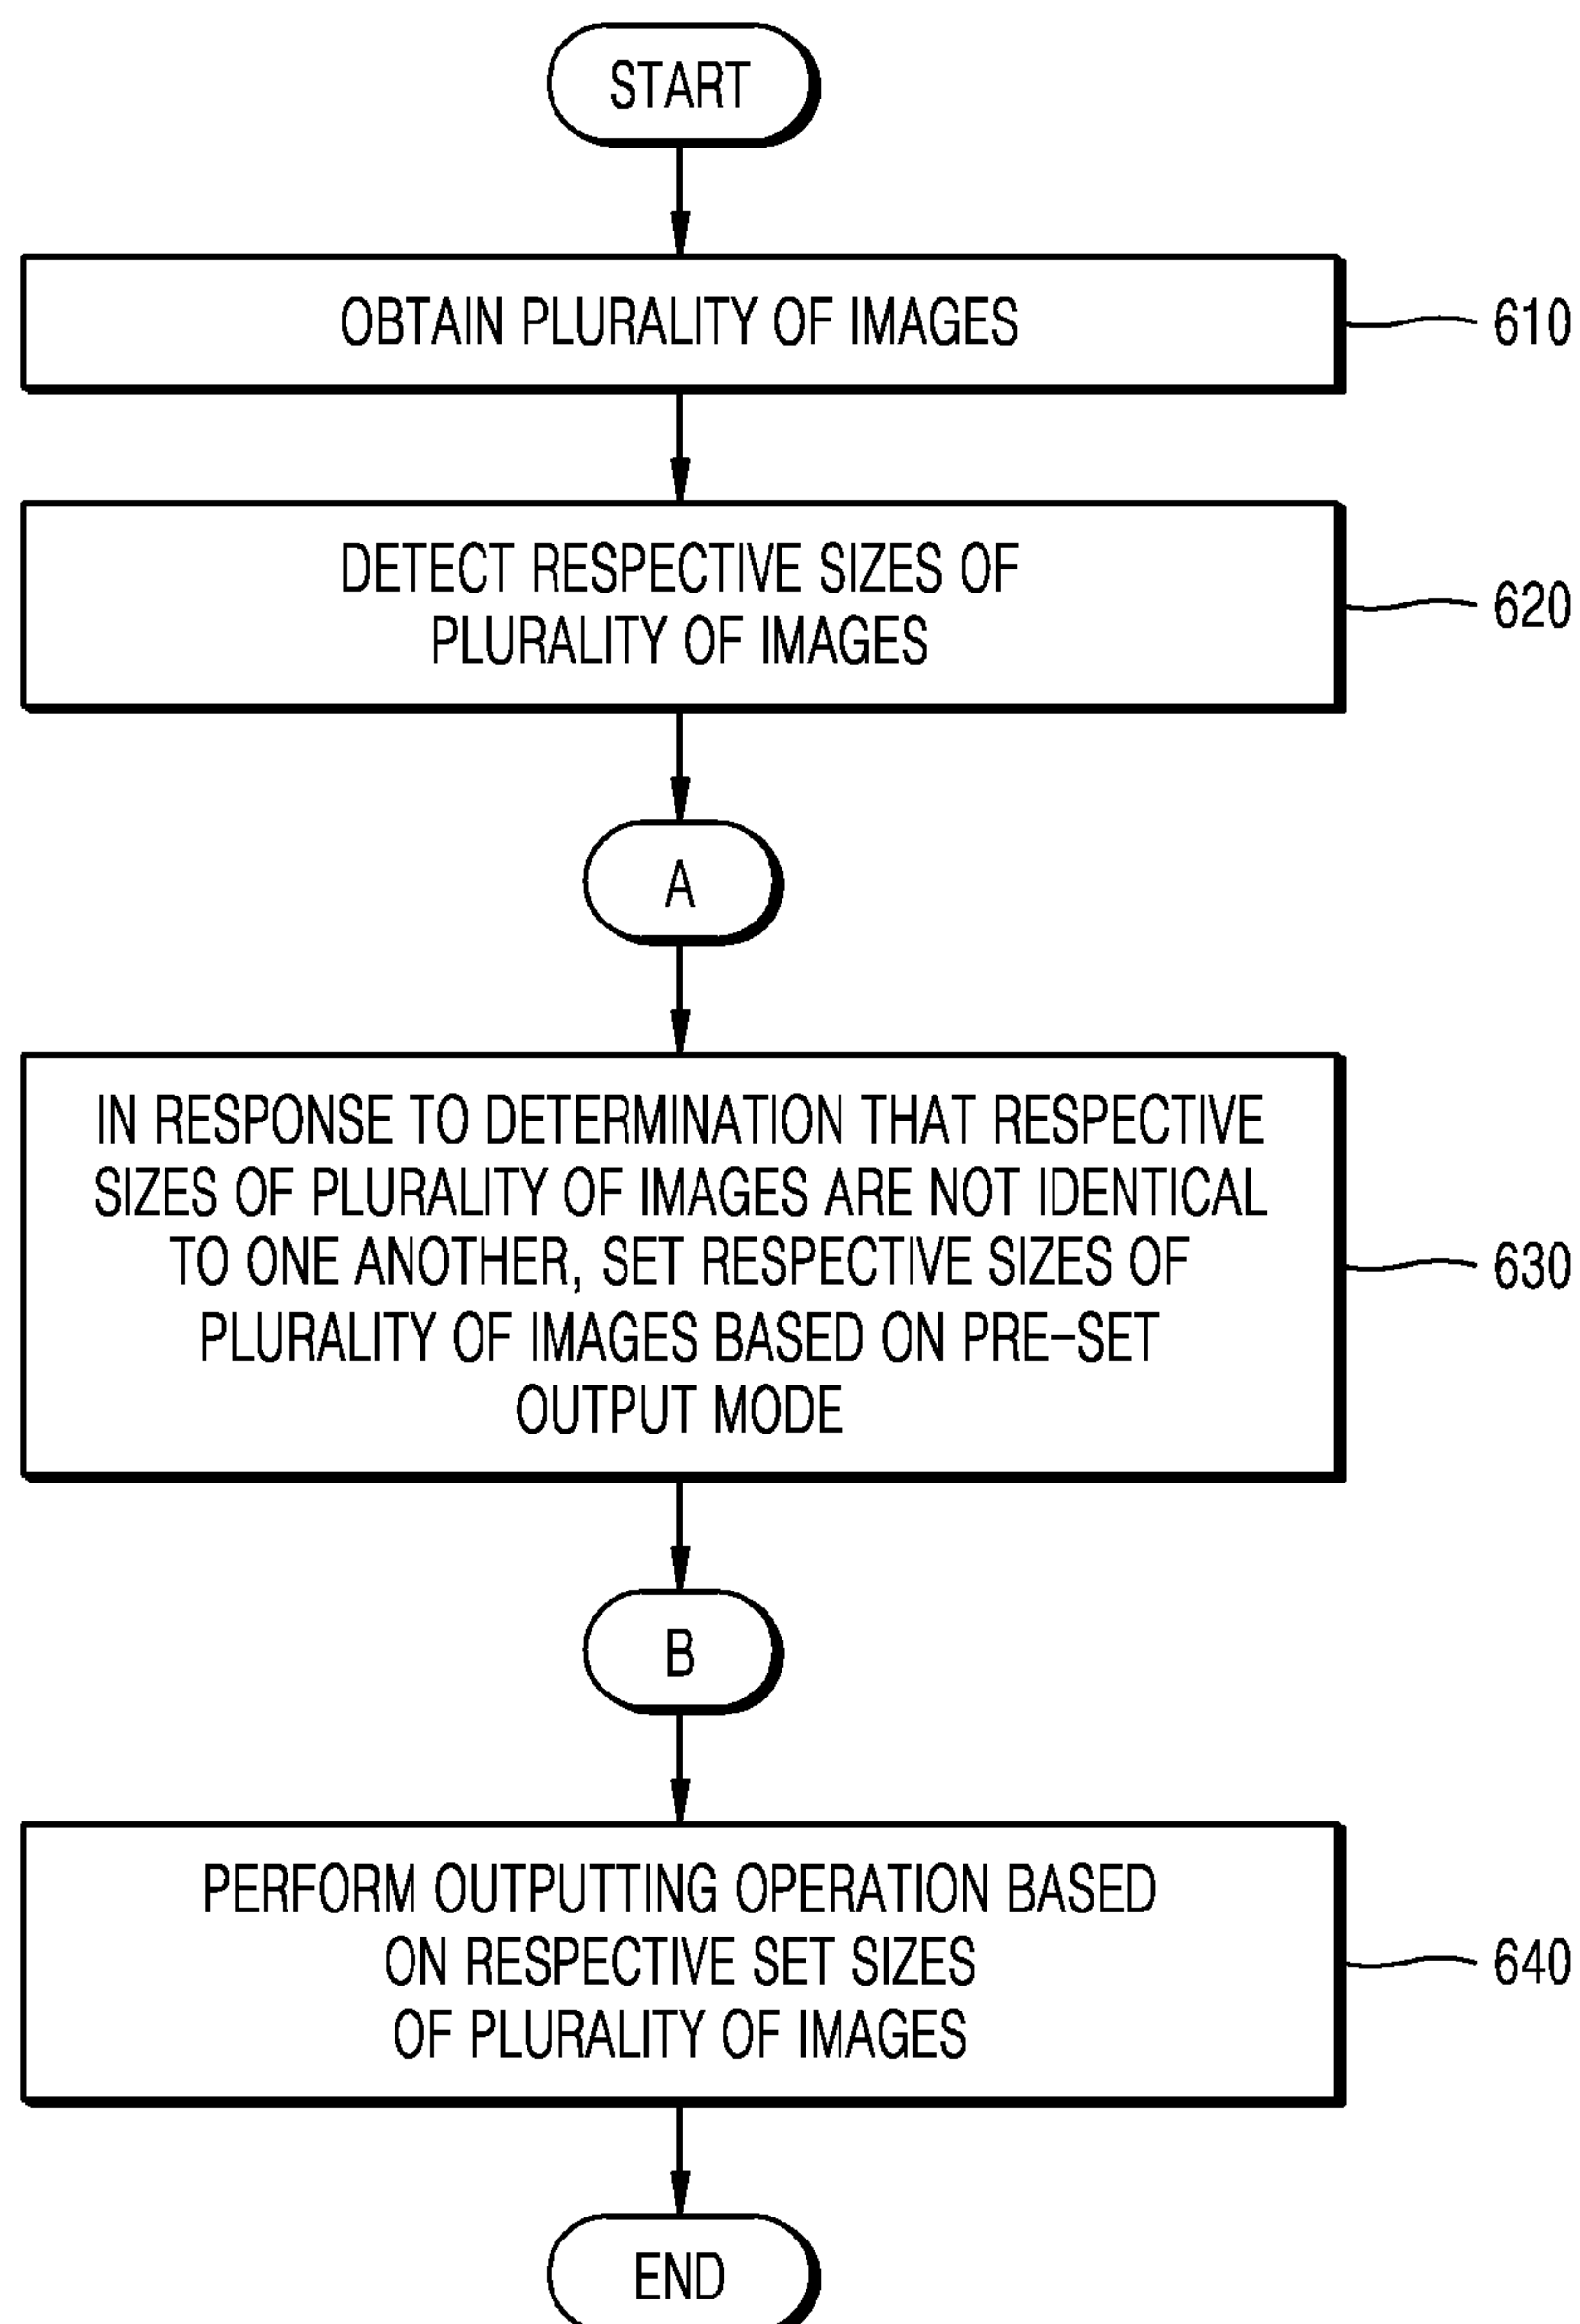 START
OBTAIN PLURALITY OF IMAGES
610
DETECT RESPECTIVE SIZES OF
PLURALITY OF IMAGES
620
A
IN RESPONSE TO DETERMINATION THAT RESPECTIVE
SIZES OF PLURALITY OF IMAGES ARE NOT IDENTICAL
TO ONE ANOTHER, SET RESPECTIVE SIZES OF
PLURALITY OF IMAGES BASED ON PRE-SET
OUTPUT MODE
630
B
PERFORM OUTPUTTING OPERATION BASED
ON RESPECTIVE SET SIZES
OF PLURALITY OF IMAGES
640
END